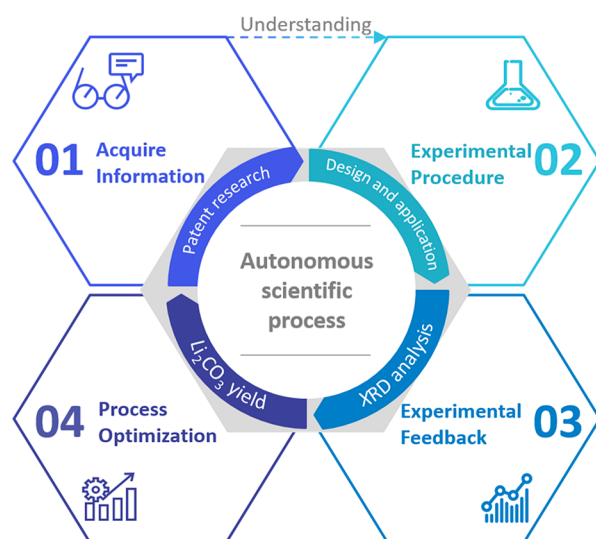 Understanding
01
Acquire
Information
Experimental
Procedure
02
Patent research
Design and application
Autonomous
scientific
process
Li₂CO₃ yield
XRD analysis
04
Process
Optimization
Experimental
Feedback
03